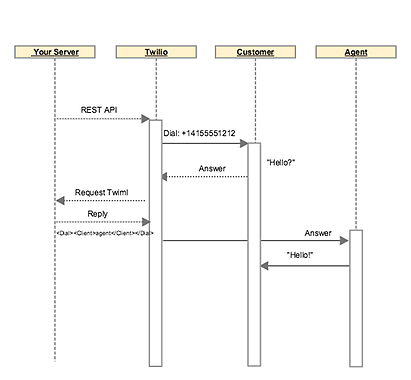 Your Server
Twilio
Customer
Agent
REST API
Dial: +14155551212
"Hello?"
Answer
Request Twiml
Reply
<Dial><Client>agent</Client></Dial>
Answer
"Hello!"